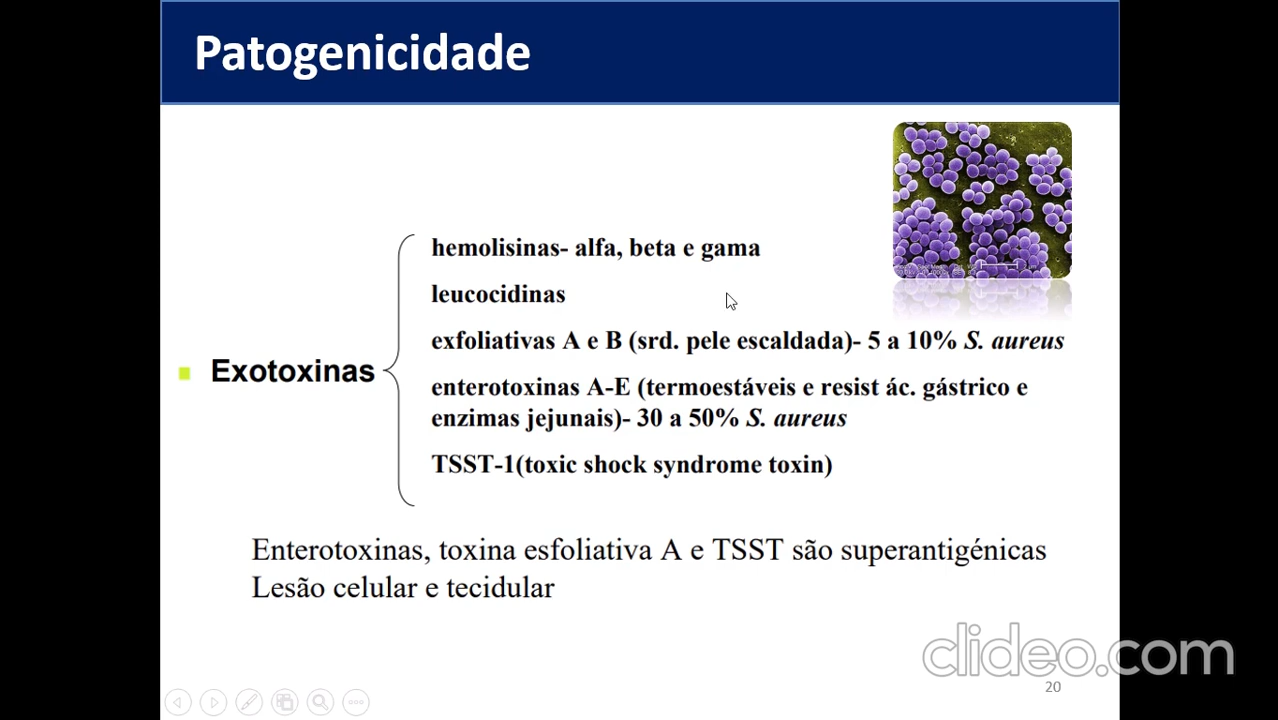 Patogenicidade
hemolisinas- alfa, beta e gama
leucocidinas
exfoliativas A e B (srd. pele escaldada)- 5 a 10% S. aureus
Exotoxinas
enterotoxinas A-E (termoestáveis e resist ác. gástrico e
enzimas jejunais)- 30 a 50% S. aureus
TSST-1(toxic shock syndrome toxin)
Enterotoxinas, toxina esfoliativa A e TSST são superantigénicas
Lesão celular e tecidular
clideo.com
20